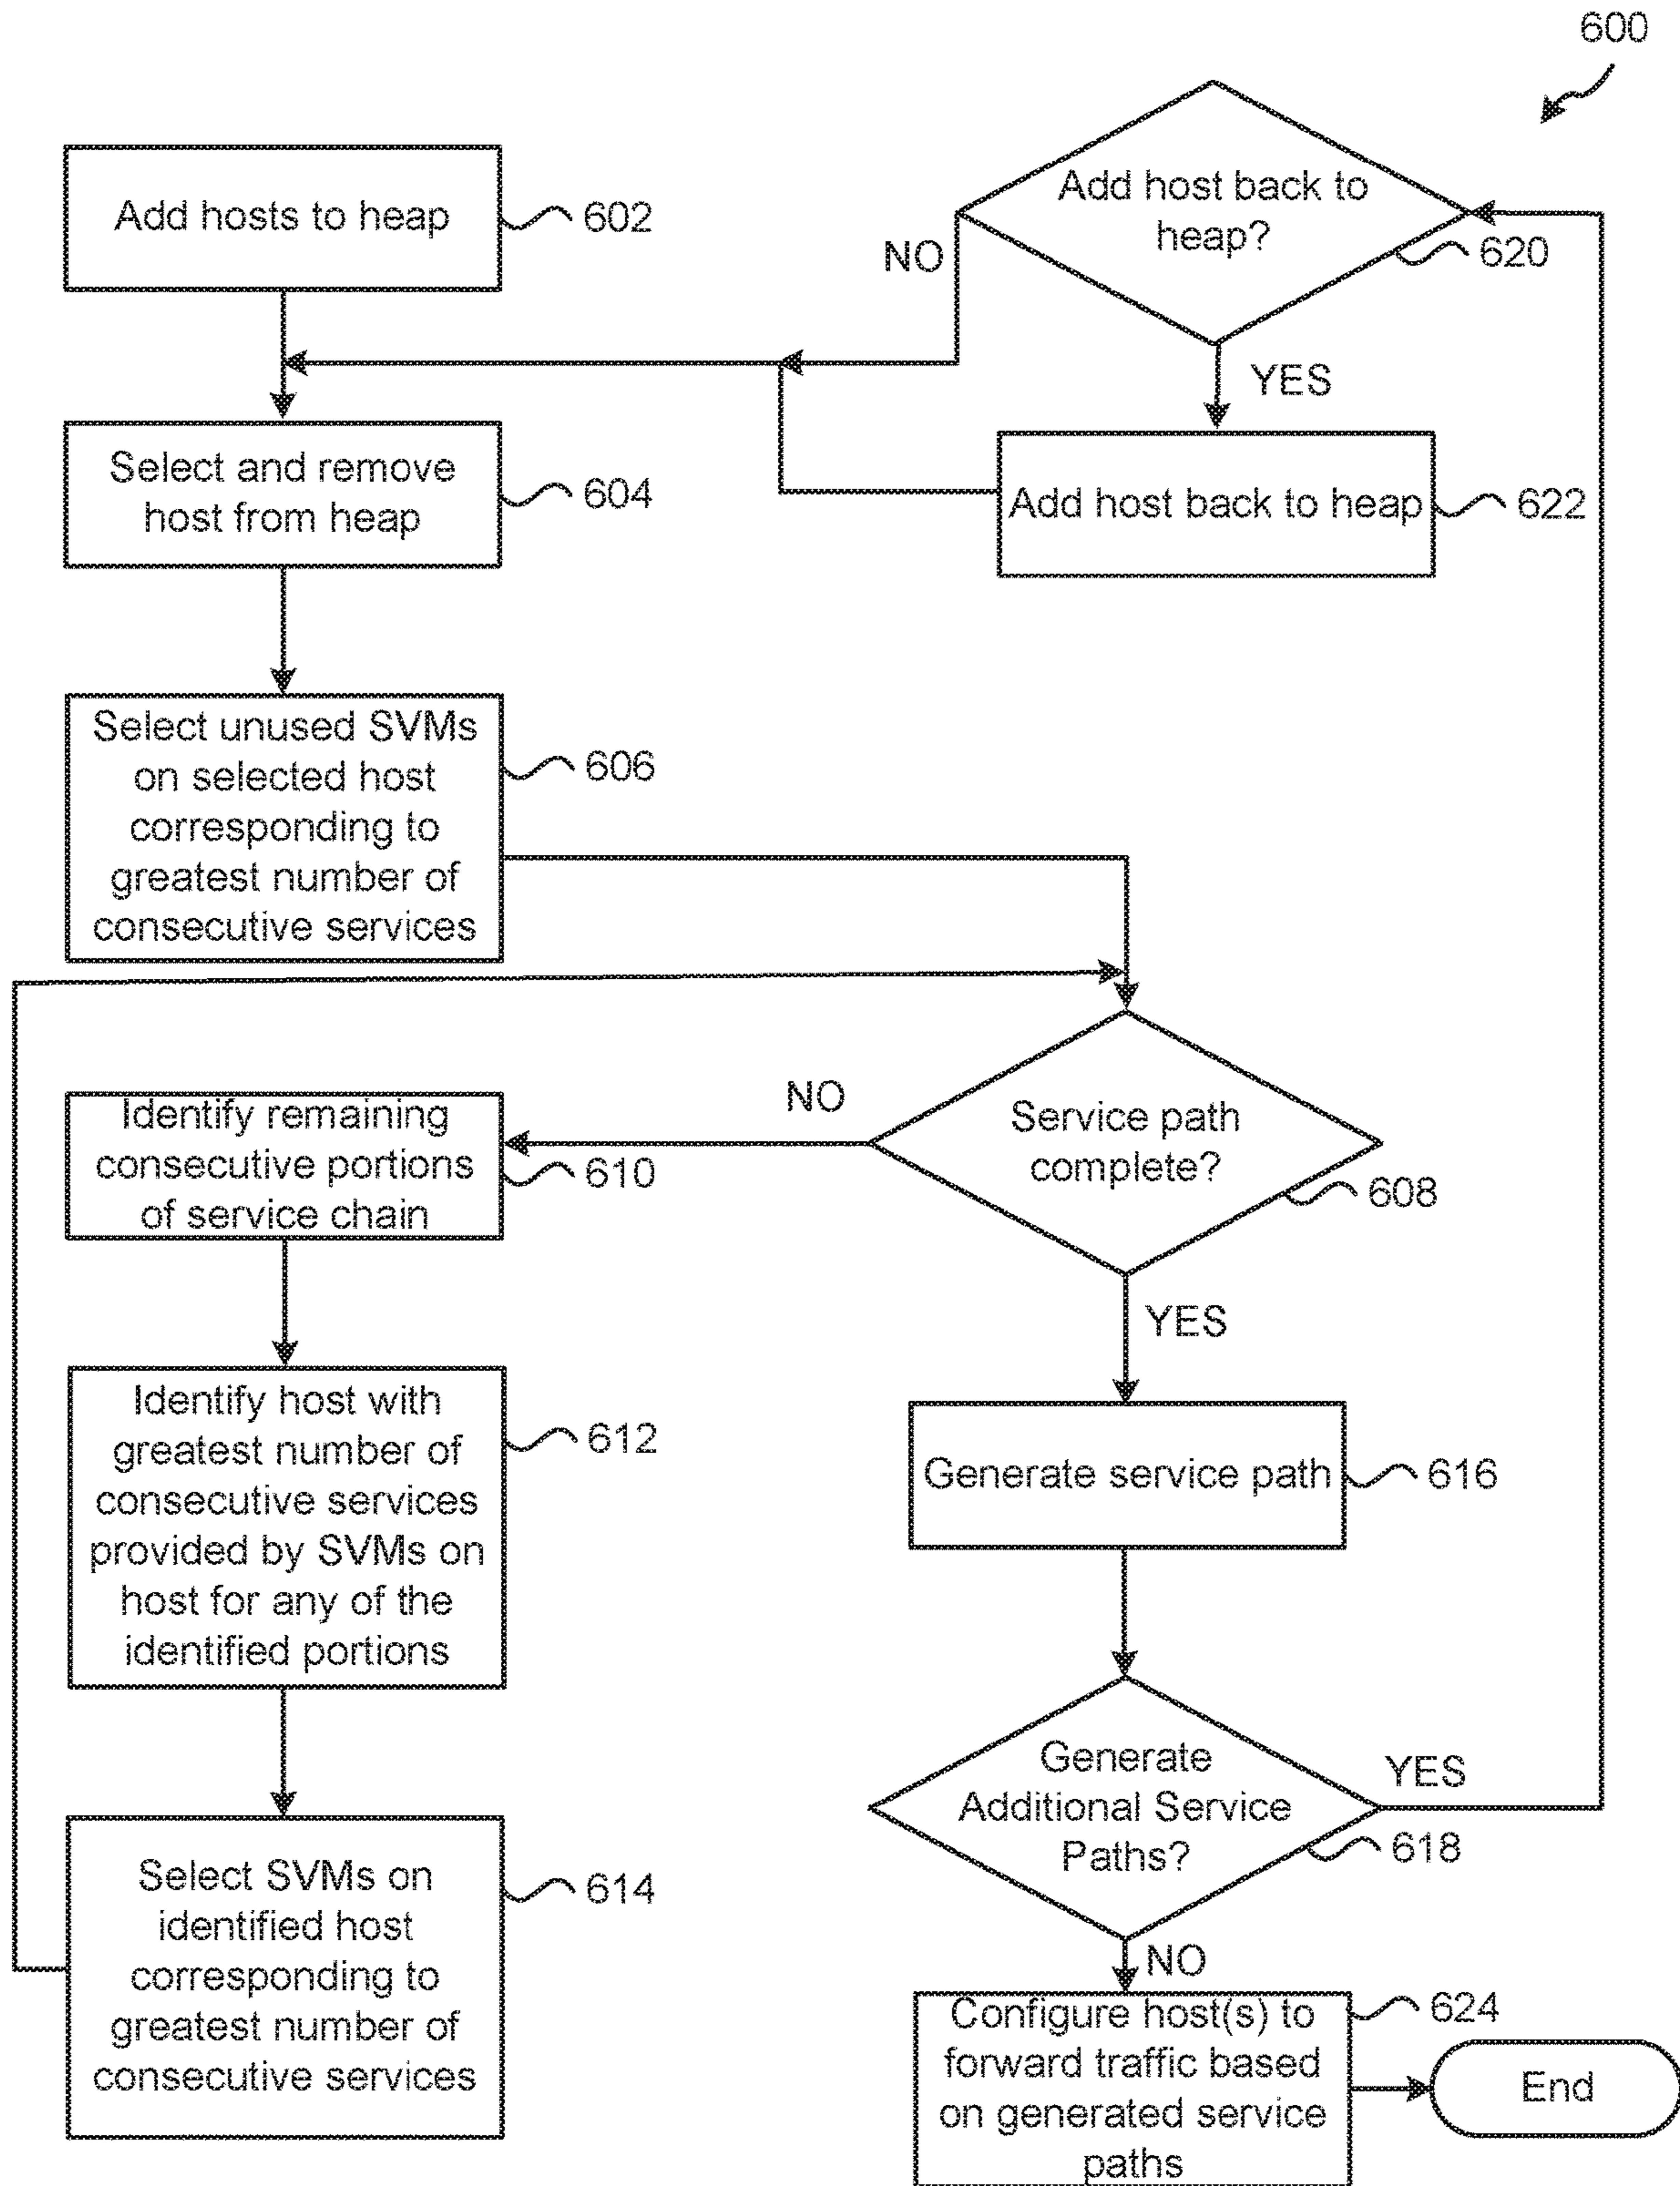 600
Add hosts to heap
602
Add host back to
heap?
620
NO
YES
Select and remove
host from heap
604
Add host back to heap
622
Select unused SVMs
on selected host
corresponding to
greatest number of
consecutive services
606
NO
Service path
complete?
608
Identify remaining
consecutive portions
of service chain
610
YES
Identify host with
greatest number of
consecutive services
provided by SVMs on
host for any of the
identified portions
612
Generate service path
616
Generate
Additional Service
Paths?
YES
618
Select SVMs on
identified host
corresponding to
greatest number of
consecutive services
614
NO
Configure host(s) to
forward traffic based
on generated service
paths
624
End